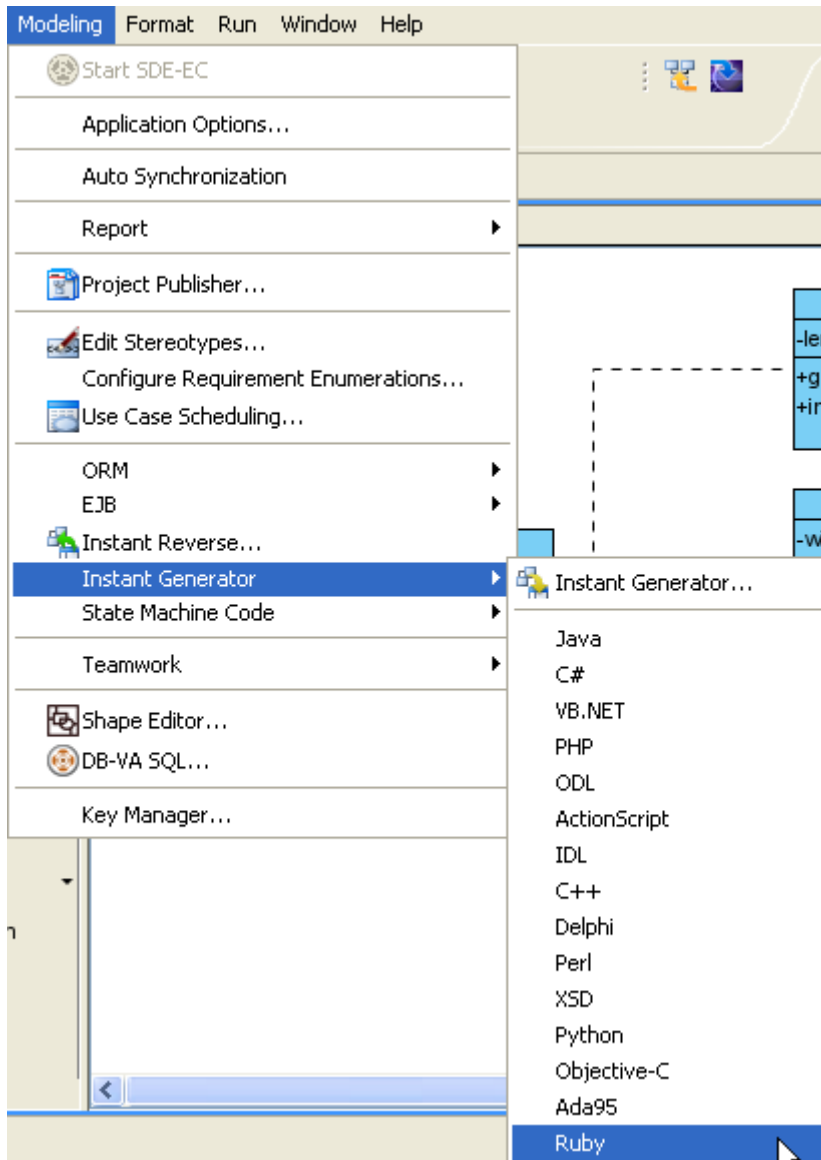 Modeling Format Run Window Help
Start SDE-EC
Application Options...
Auto Synchronization
Report
Project Publisher...
Edit Stereotypes...
Configure Requirement Enumerations...
Use Case Scheduling...
ORM
EJB
Instant Reverse...
Instant Generator
State Machine Code
Teamwork
Shape Editor...
DB-VA SQL...
Key Manager...
Instant Generator...
Java
C#
VB.NET
PHP
ODL
ActionScript
IDL
C++
Delphi
Perl
XSD
Python
Objective-C
Ada95
Ruby